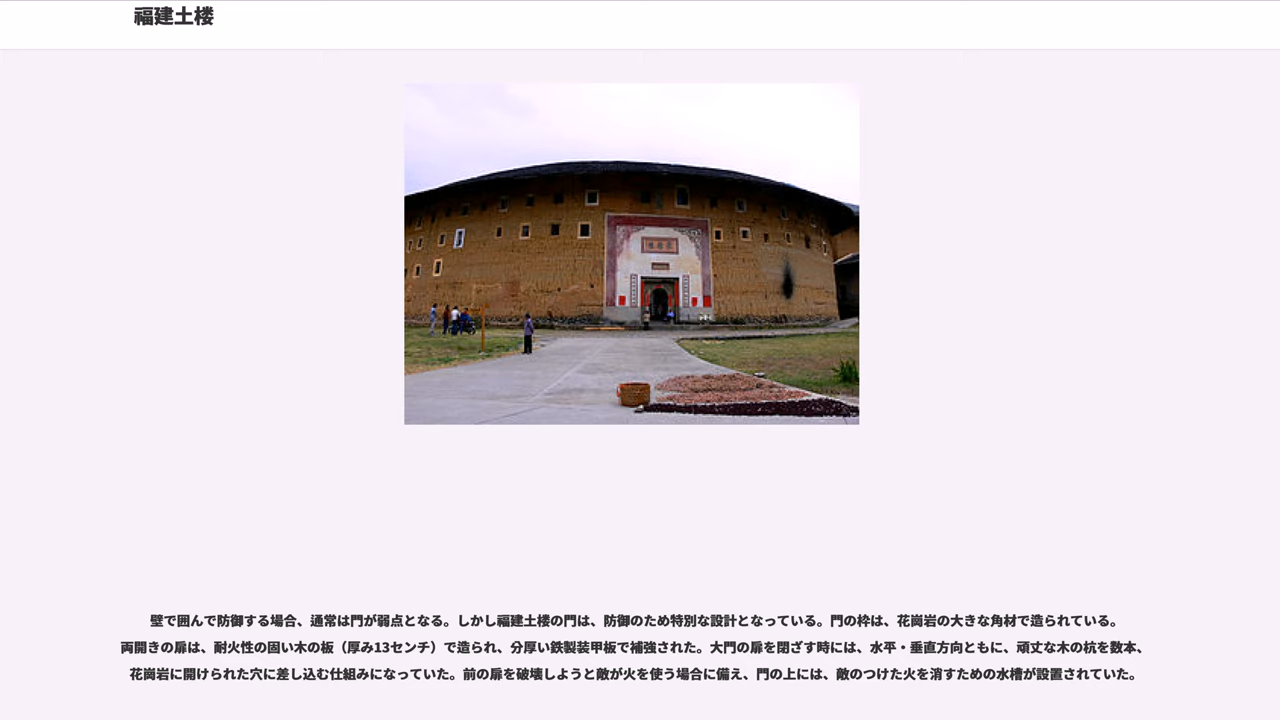 福建土楼
壁で囲んで防御する場合、通常は門が弱点となる。しかし福建土楼の門は、防御のため特別な設計となっている。門の枠は、花崗岩の大きな角材で造られている。
両開きの扉は、耐火性の固い木の板（厚み13センチ）で造られ、分厚い鉄製装甲板で補強された。大門の扉を閉ざす時には、水平・垂直方向ともに、頑丈な木の杭を数本、
花崗岩に開けられた穴に差し込む仕組みになっていた。前の扉を破壊しようと敵が火を使う場合に備え、門の上には、敵のつけた火を消すための水槽が設置されていた。